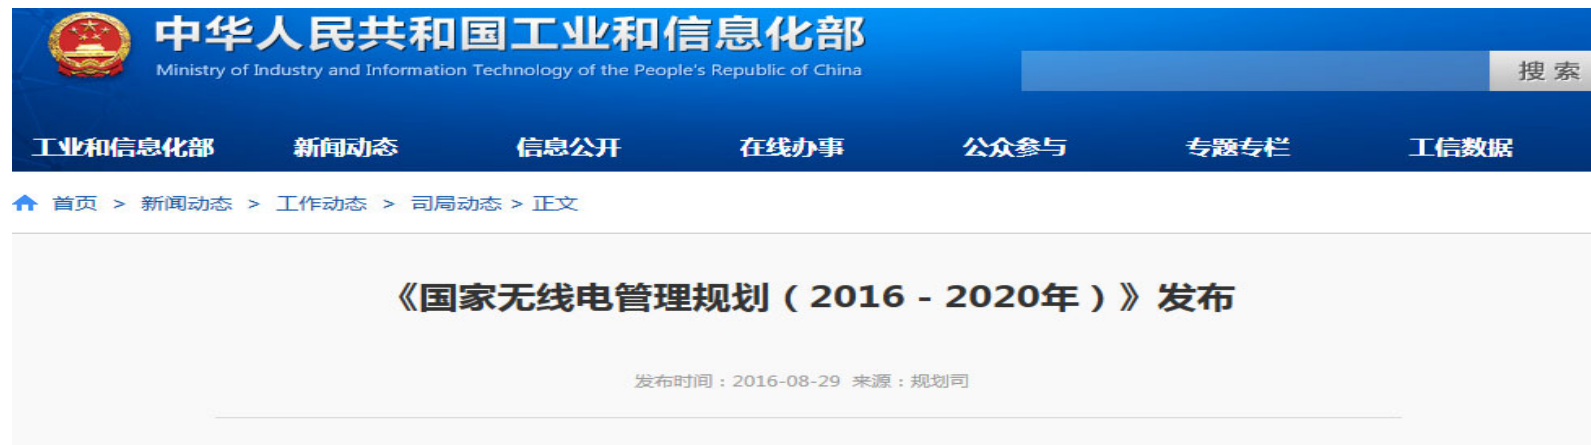 中华人民共和国工业和信息化部
Ministry of Industry and Information Technology of the People's Republic of China
搜索
工业和信息化部 新闻动态 信息公开 在线办事 公众参与 专题专栏 工信数据
首页 > 新闻动态 > 工作动态 > 司局动态 > 正文
《国家无线电管理规划（2016－2020年）》发布
发布时间：2016-08-29 来源：规划司